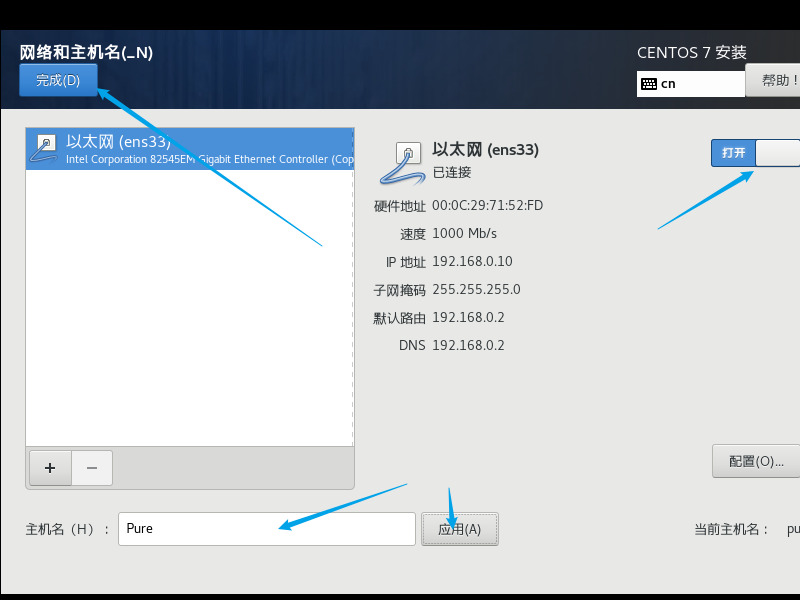 网络和主机名(_N)
CENTOS 7 安装
完成(D)
cn
帮助！
以太网 (ens33)
Intel Corporation 82545EM Gigabit Ethernet Controller (Cop
以太网 (ens33)
已连接
打开
硬件地址 00:0C:29:71:52:FD
速度 1000 Mb/s
IP 地址 192.168.0.10
子网掩码 255.255.255.0
默认路由 192.168.0.2
DNS 192.168.0.2
+ −
配置(O)...
主机名（H）： Pure 应用(A) 当前主机名： pu